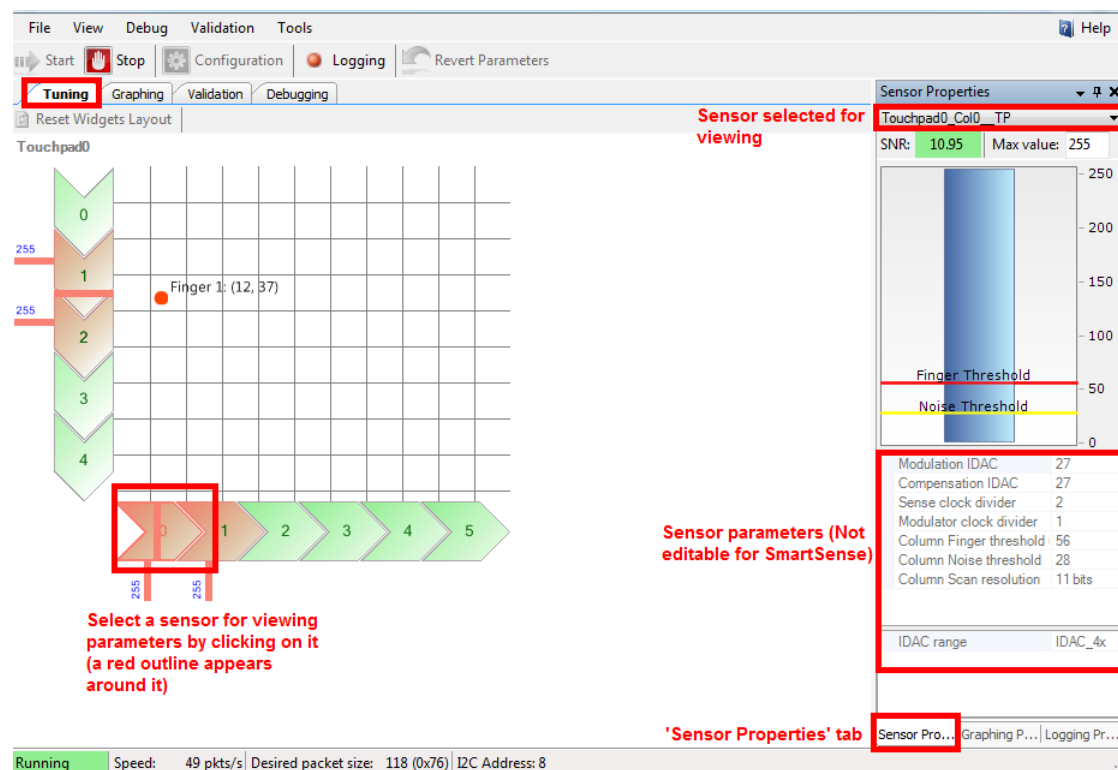 File View Debug Validation Tools Help
Start Stop Configuration Logging Revert Parameters
Tuning Graphing Validation Debugging
Reset Widgets Layout
Touchpad0
0
255
1
Finger 1: (12, 37)
255
2
3
4
0 1 2 3 4 5
255 255
Select a sensor for viewing
parameters by clicking on it
(a red outline appears
around it)
Sensor selected for
viewing
Sensor Properties
Touchpad0_Col0__TP
SNR: 10.95 Max value: 255
250
200
150
100
Finger Threshold
50
Noise Threshold
0
Sensor parameters (Not
editable for SmartSense)
Modulation IDAC 27
Compensation IDAC 27
Sense clock divider 2
Modulator clock divider 1
Column Finger threshold 56
Column Noise threshold 28
Column Scan resolution 11 bits
IDAC range IDAC_4x
'Sensor Properties' tab
Sensor Pro... Graphing P... Logging Pr...
Running Speed: 49 pkts/s Desired packet size: 118 (0x76) I2C Address: 8